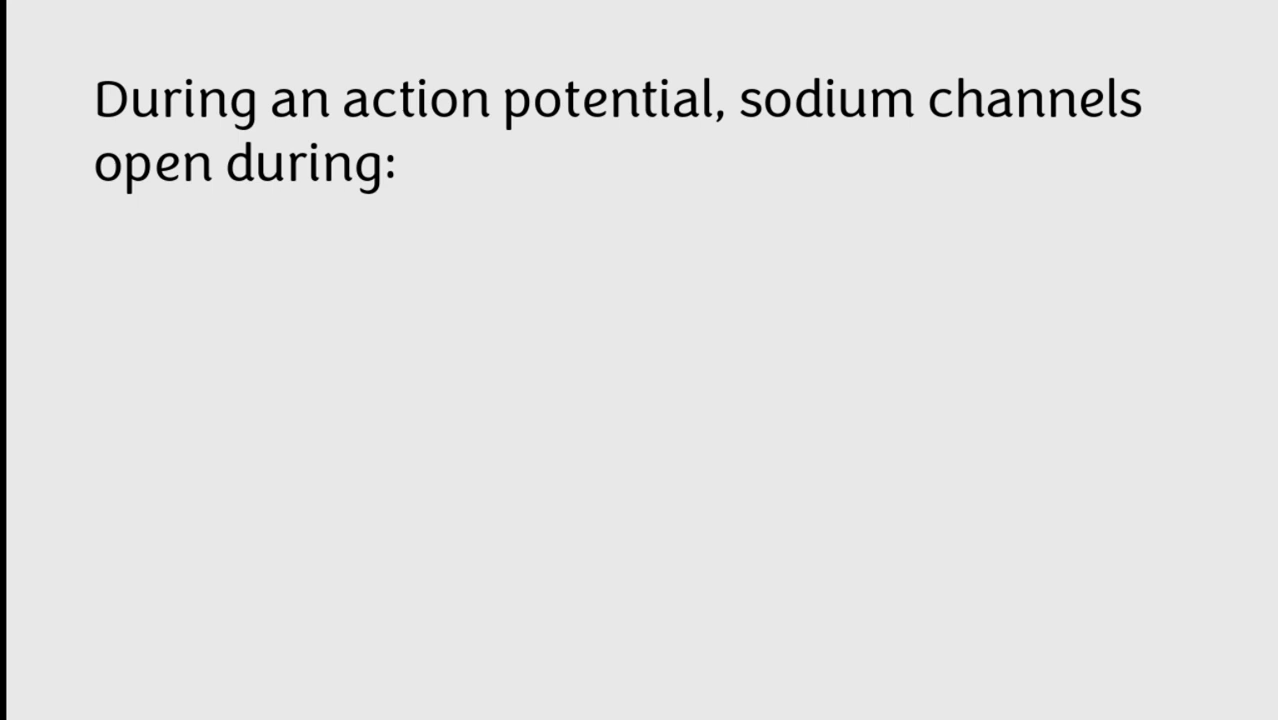 During an action potential, sodium channels
open during: